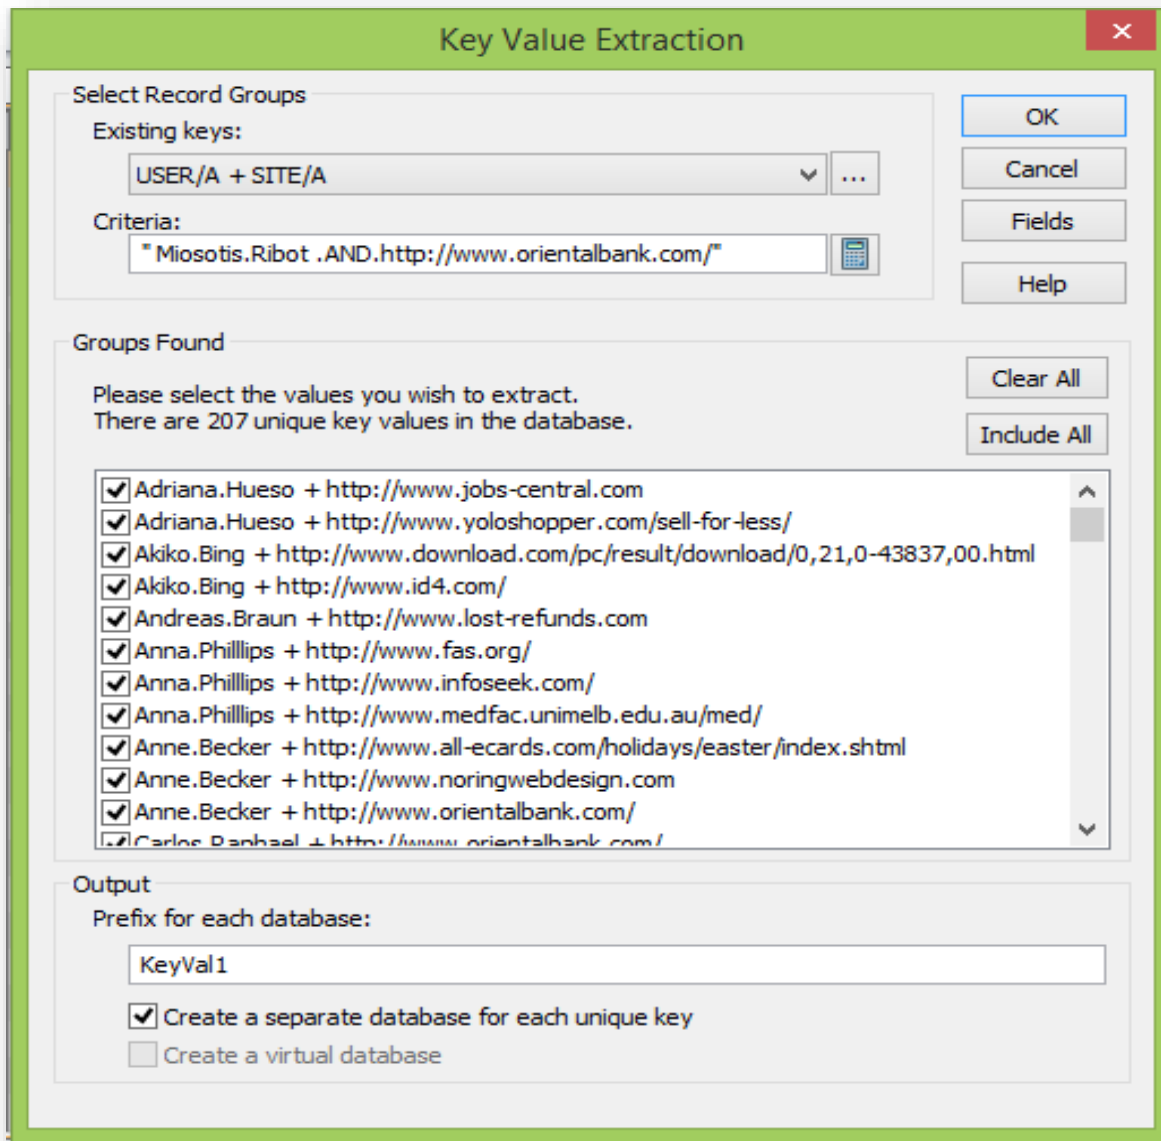 Key Value Extraction
Select Record Groups
Existing keys:
USER/A + SITE/A
...
Criteria:
" Miosotis.Ribot .AND.http://www.orientalbank.com/"
OK
Cancel
Fields
Help
Groups Found
Please select the values you wish to extract.
There are 207 unique key values in the database.
Clear All
Include All
Adriana.Hueso + http://www.jobs-central.com
Adriana.Hueso + http://www.yoloshopper.com/sell-for-less/
Akiko.Bing + http://www.download.com/pc/result/download/0,21,0-43837,00.html
Akiko.Bing + http://www.id4.com/
Andreas.Braun + http://www.lost-refunds.com
Anna.Philllips + http://www.fas.org/
Anna.Philllips + http://www.infoseek.com/
Anna.Philllips + http://www.medfac.unimelb.edu.au/med/
Anne.Becker + http://www.all-ecards.com/holidays/easter/index.shtml
Anne.Becker + http://www.noringwebdesign.com
Anne.Becker + http://www.orientalbank.com/
Carlos.Raphael + http://www.orientalbank.com/
Output
Prefix for each database:
KeyVal1
Create a separate database for each unique key
Create a virtual database